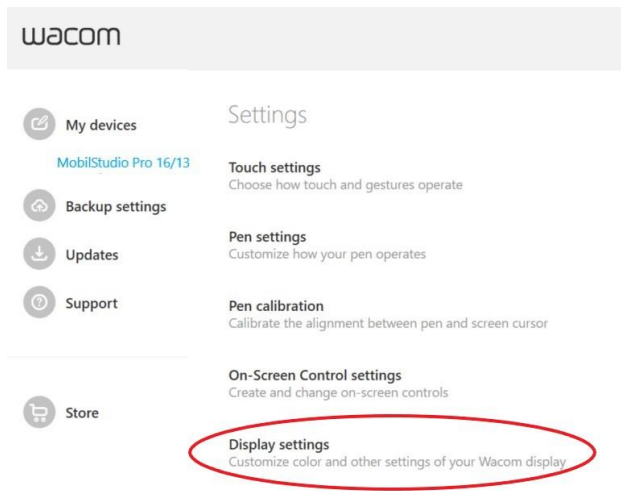 wacom
My devices
MobilStudio Pro 16/13
Backup settings
Updates
Support
Store
Settings
Touch settings
Choose how touch and gestures operate
Pen settings
Customize how your pen operates
Pen calibration
Calibrate the alignment between pen and screen cursor
On-Screen Control settings
Create and change on-screen controls
Display settings
Customize color and other settings of your Wacom display